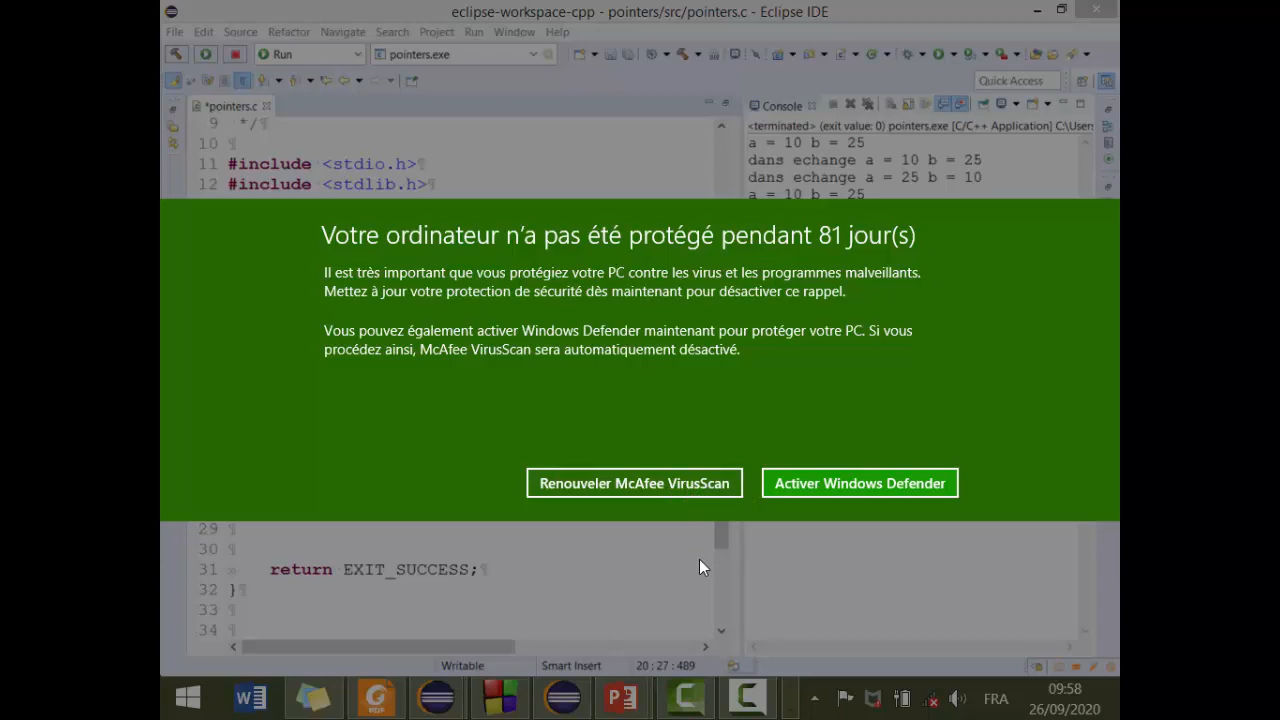 eclipse-workspace-cpp - pointers/src/pointers.c - Eclipse IDE
File Edit Source Refactor Navigate Search Project Run Window Help
Run
pointers.exe
Quick Access
*pointers.c
Console
<terminated> (exit value: 0) pointers.exe [C/C++ Application] C:\Users
9 */¶
10 ¶
11 #include <stdio.h>¶
12 #include <stdlib.h>¶
a = 10 b = 25
dans echange a = 10 b = 25
dans echange a = 25 b = 10
a = 10 b = 25
Votre ordinateur n’a pas été protégé pendant 81 jour(s)
Il est très important que vous protégiez votre PC contre les virus et les programmes malveillants.
Mettez à jour votre protection de sécurité dès maintenant pour désactiver ce rappel.
Vous pouvez également activer Windows Defender maintenant pour protéger votre PC. Si vous
procédez ainsi, McAfee VirusScan sera automatiquement désactivé.
Renouveler McAfee VirusScan
Activer Windows Defender
29 ¶
30 ¶
31 » return EXIT_SUCCESS;¶
32 }¶
33 ¶
34 ¶
Writable
Smart Insert
20 : 27 : 489
FRA
09:58
26/09/2020